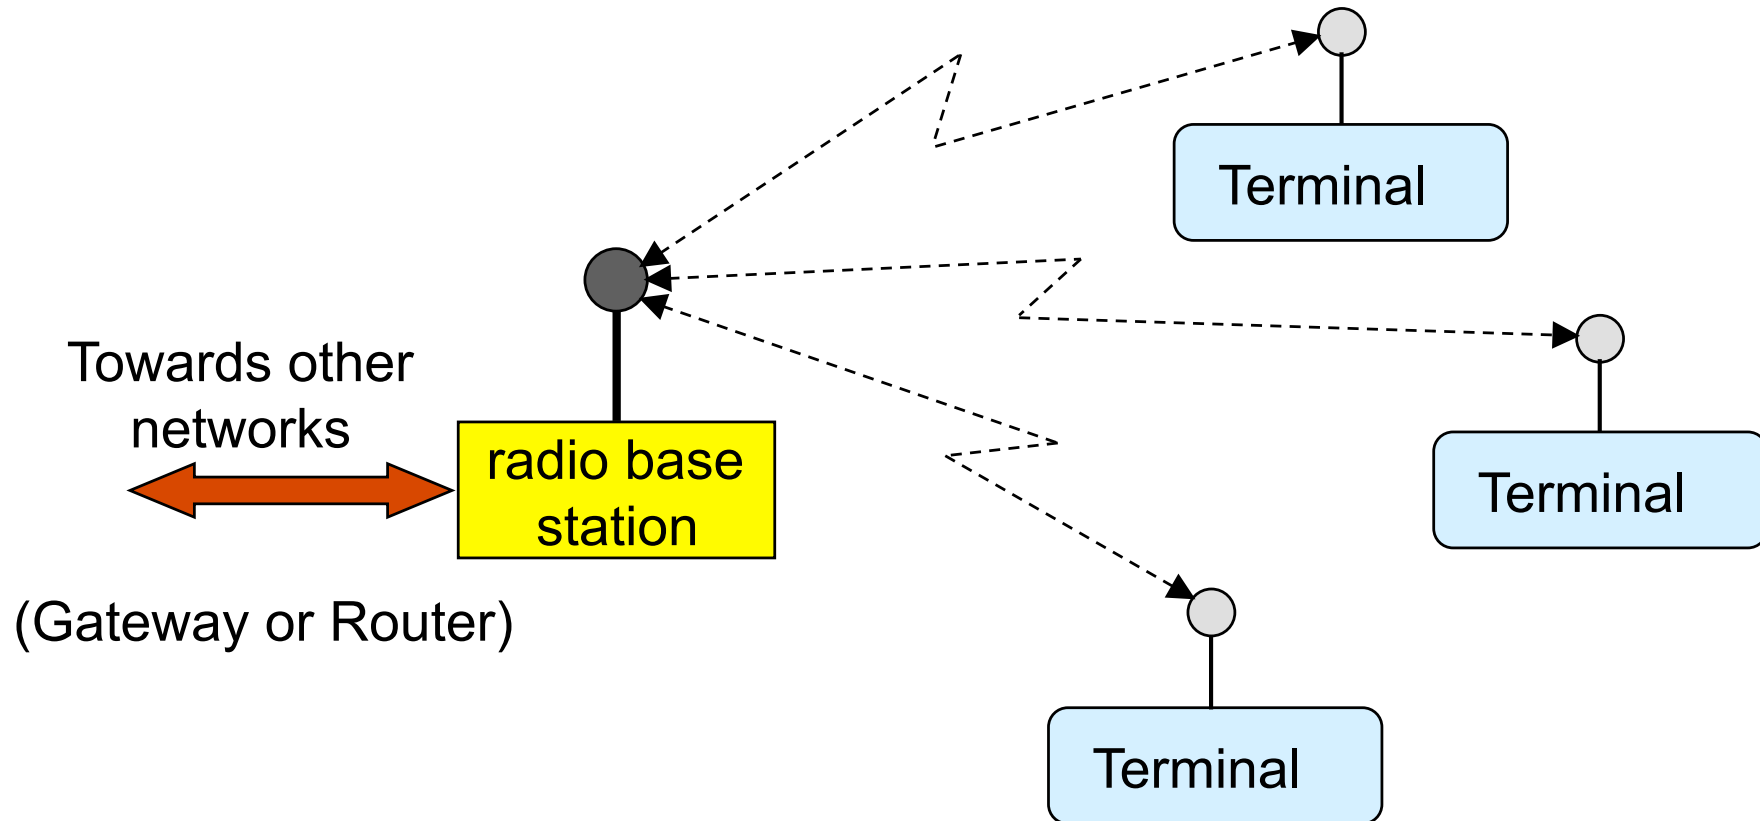 Terminal
Towards other
networks
radio base
station
Terminal
(Gateway or Router)
Terminal